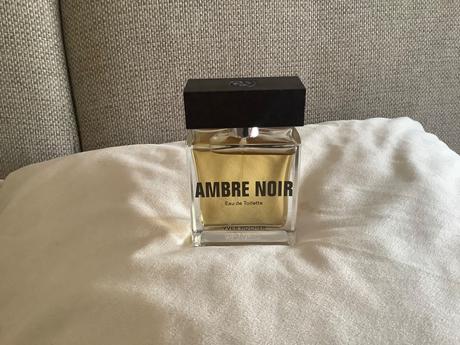 AMBRE NOIR
Eau de Toilette
YVES ROCHER